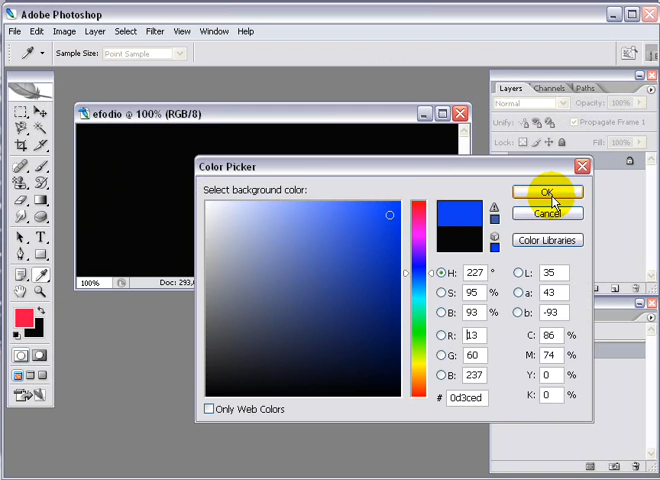 Adobe Photoshop
File Edit Image Layer Select Filter View Window Help
Sample Size: Point Sample
Layers Channels Paths
Normal Opacity: 100%
Unify: Propagate Frame 1
Lock: Fill: 100%
efodio @ 100% (RGB/8)
100% Doc: 293,
Color Picker
Select background color:
OK
Cancel
Color Libraries
H: 227 ° L: 35
S: 95 % a: 43
B: 93 % b: -93
R: 13 C: 86 %
G: 60 M: 74 %
B: 237 Y: 0 %
# 0d3ced K: 0 %
Only Web Colors